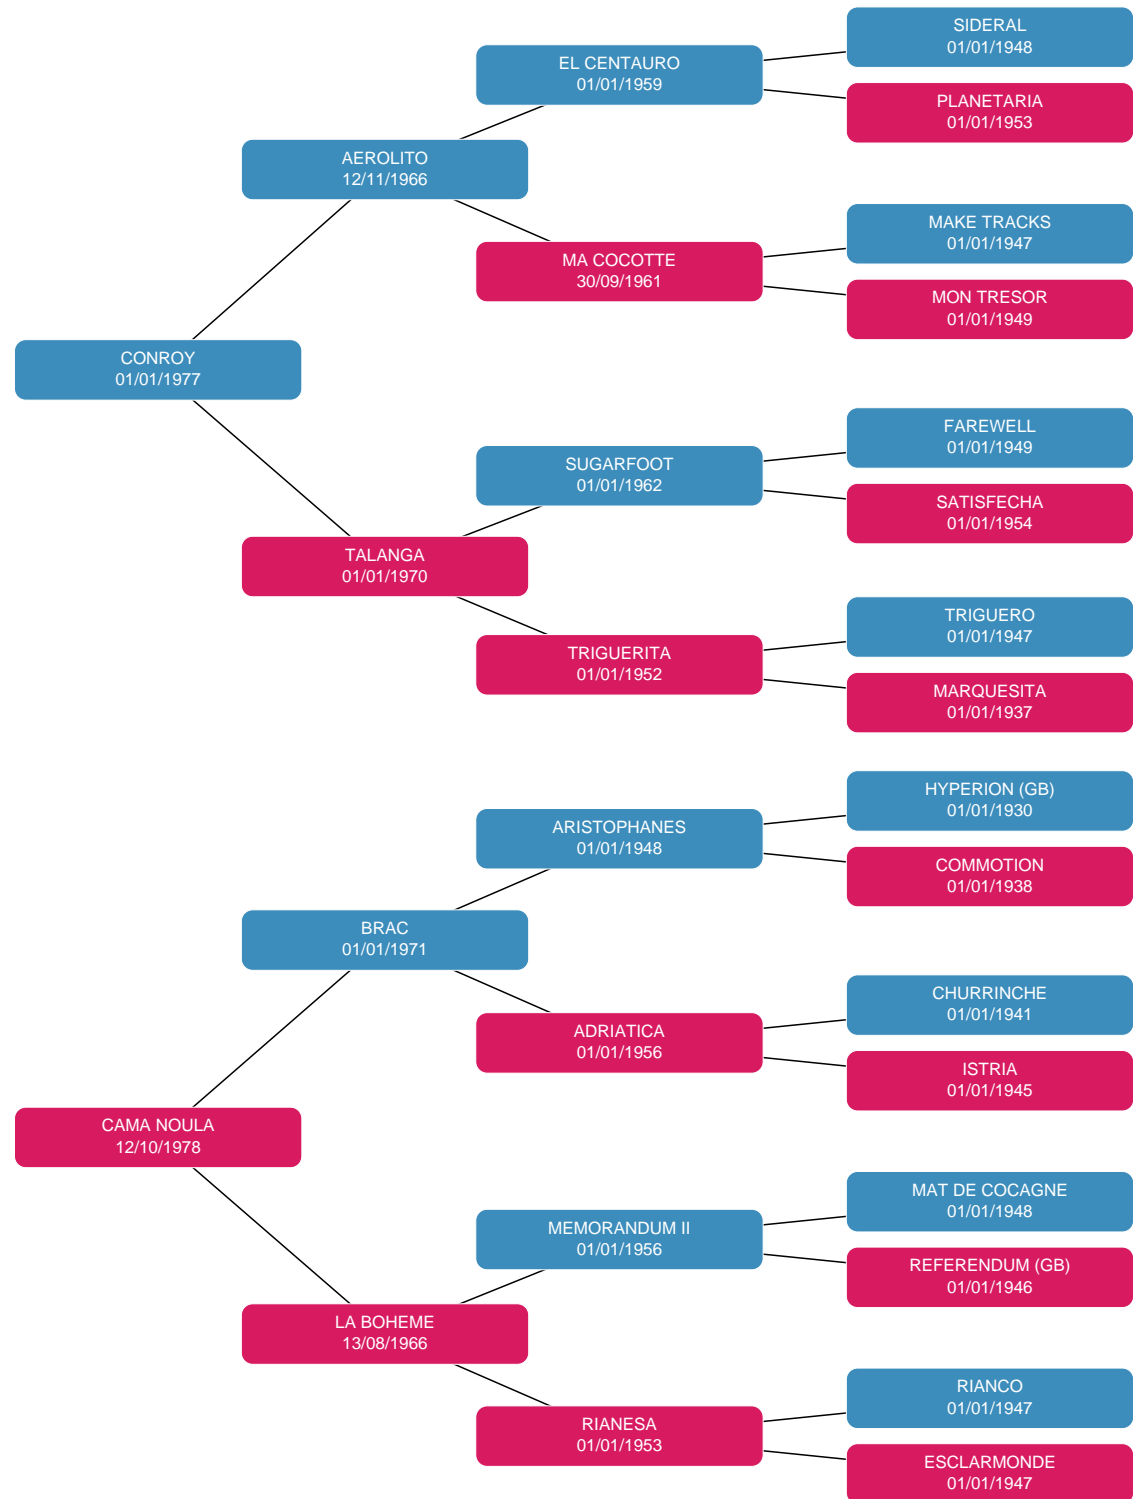 SIDERAL
01/01/1948
EL CENTAURO
01/01/1959
PLANETARIA
01/01/1953
AEROLITO
12/11/1966
MAKE TRACKS
01/01/1947
MA COCOTTE
30/09/1961
MON TRESOR
01/01/1949
CONROY
01/01/1977
FAREWELL
01/01/1949
SUGARFOOT
01/01/1962
SATISFECHA
01/01/1954
TALANGA
01/01/1970
TRIGUERO
01/01/1947
TRIGUERITA
01/01/1952
MARQUESITA
01/01/1937
HYPERION (GB)
01/01/1930
ARISTOPHANES
01/01/1948
COMMOTION
01/01/1938
BRAC
01/01/1971
CHURRINCHE
01/01/1941
ADRIATICA
01/01/1956
ISTRIA
01/01/1945
CAMA NOULA
12/10/1978
MAT DE COCAGNE
01/01/1948
MEMORANDUM II
01/01/1956
REFERENDUM (GB)
01/01/1946
LA BOHEME
13/08/1966
RIANCO
01/01/1947
RIANESA
01/01/1953
ESCLARMONDE
01/01/1947